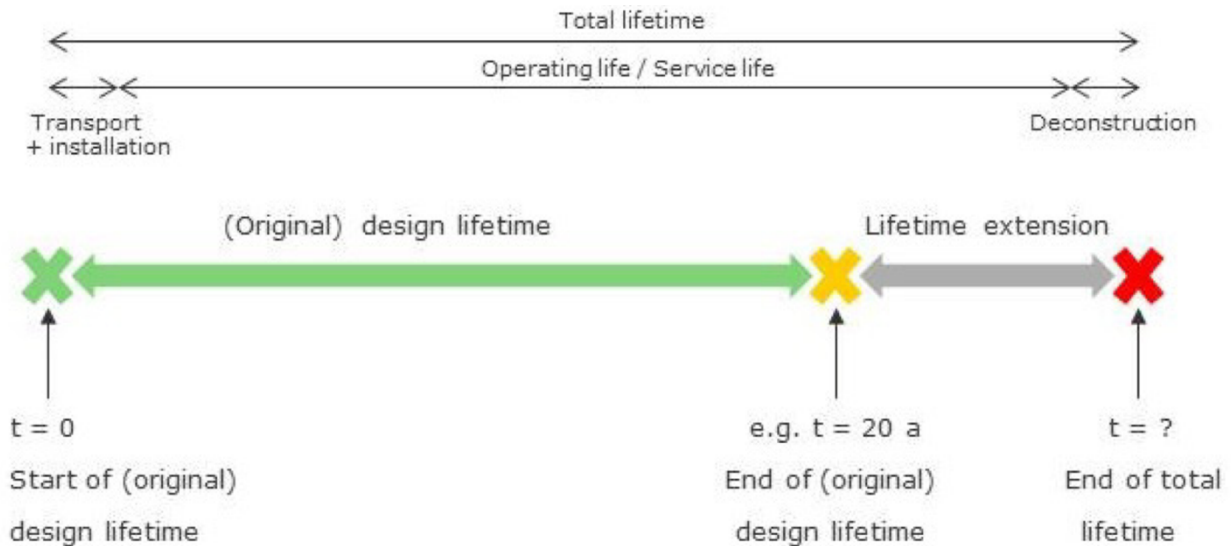 Total lifetime
Operating life / Service life
Transport
+ installation
Deconstruction
(Original) design lifetime
Lifetime extension
t = 0
Start of (original)
design lifetime
e.g. t = 20 a
End of (original)
design lifetime
t = ?
End of total
lifetime